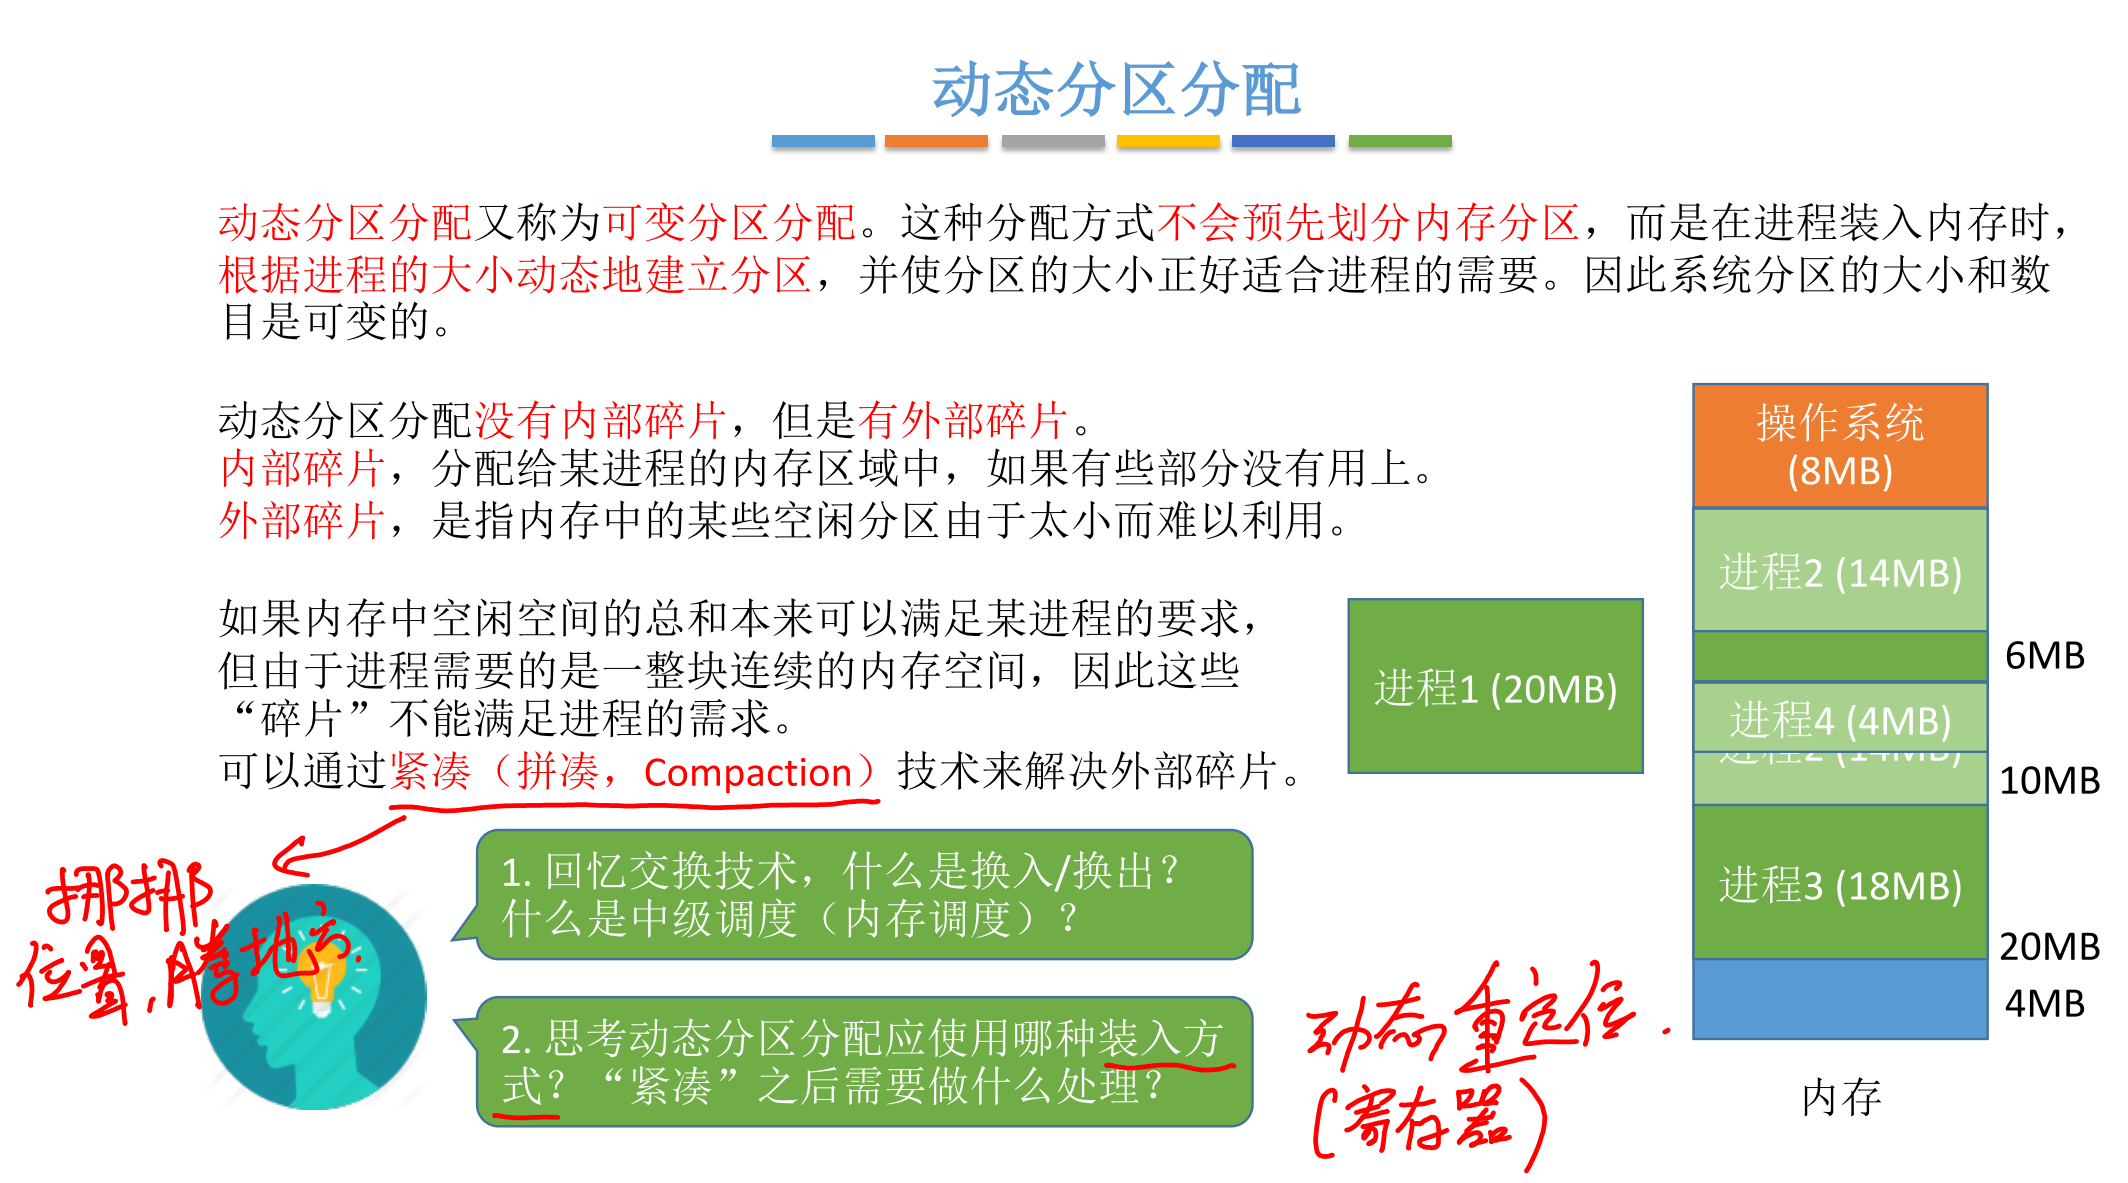 动态分区分配
动态分区分配又称为可变分区分配。这种分配方式不会预先划分内存分区，而是在进程装入内存时，
根据进程的大小动态地建立分区，并使分区的大小正好适合进程的需要。因此系统分区的大小和数
目是可变的。
动态分区分配没有内部碎片，但是有外部碎片。
内部碎片，分配给某进程的内存区域中，如果有些部分没有用上。
外部碎片，是指内存中的某些空闲分区由于太小而难以利用。
如果内存中空闲空间的总和本来可以满足某进程的要求，
但由于进程需要的是一整块连续的内存空间，因此这些
“碎片”不能满足进程的需求。
可以通过紧凑（拼凑，Compaction）技术来解决外部碎片。
挪挪
位置，腾地方.
1. 回忆交换技术，什么是换入/换出？
什么是中级调度（内存调度）？
2. 思考动态分区分配应使用哪种装入方
式？“紧凑”之后需要做什么处理？
动态重定位.
(寄存器)
进程1 (20MB)
操作系统
(8MB)
进程2 (14MB)
6MB
进程4 (4MB)
进程2 (14MB)
10MB
进程3 (18MB)
20MB
4MB
内存